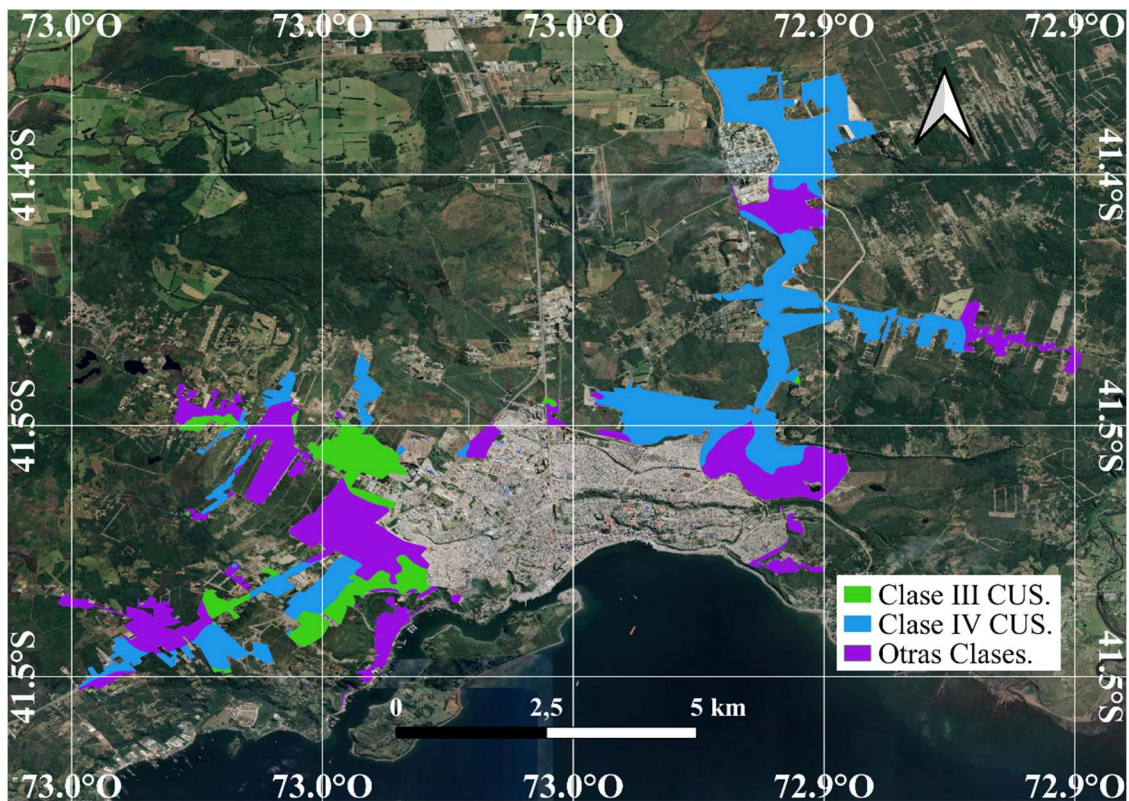 73.0°O 73.0°O 73.0°O 72.9°O 72.9°O
41.4°S 41.4°S
41.5°S 41.5°S
Clase III CUS.
Clase IV CUS.
Otras Clases.
41.5°S 41.5°S
0 2,5 5 km
73.0°O 73.0°O 73.0°O 72.9°O 72.9°O